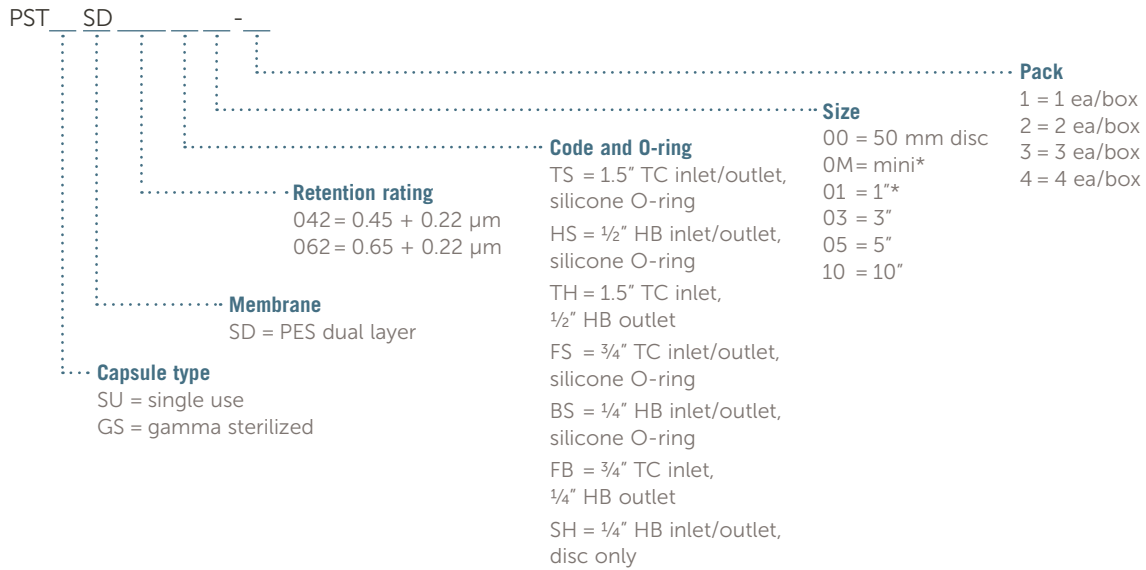 PST__ SD __ __ __ - __
Pack
1 = 1 ea/box
2 = 2 ea/box
3 = 3 ea/box
4 = 4 ea/box
Size
00 = 50 mm disc
0M= mini*
01 = 1"*
03 = 3"
05 = 5"
10 = 10"
Code and O-ring
TS = 1.5" TC inlet/outlet,
silicone O-ring
HS = ½" HB inlet/outlet,
silicone O-ring
TH = 1.5" TC inlet,
½" HB outlet
FS = ¾" TC inlet/outlet,
silicone O-ring
BS = ¼" HB inlet/outlet,
silicone O-ring
FB = ¾" TC inlet,
¼" HB outlet
SH = ¼" HB inlet/outlet,
disc only
Retention rating
042 = 0.45 + 0.22 µm
062 = 0.65 + 0.22 µm
Membrane
SD = PES dual layer
Capsule type
SU = single use
GS = gamma sterilized